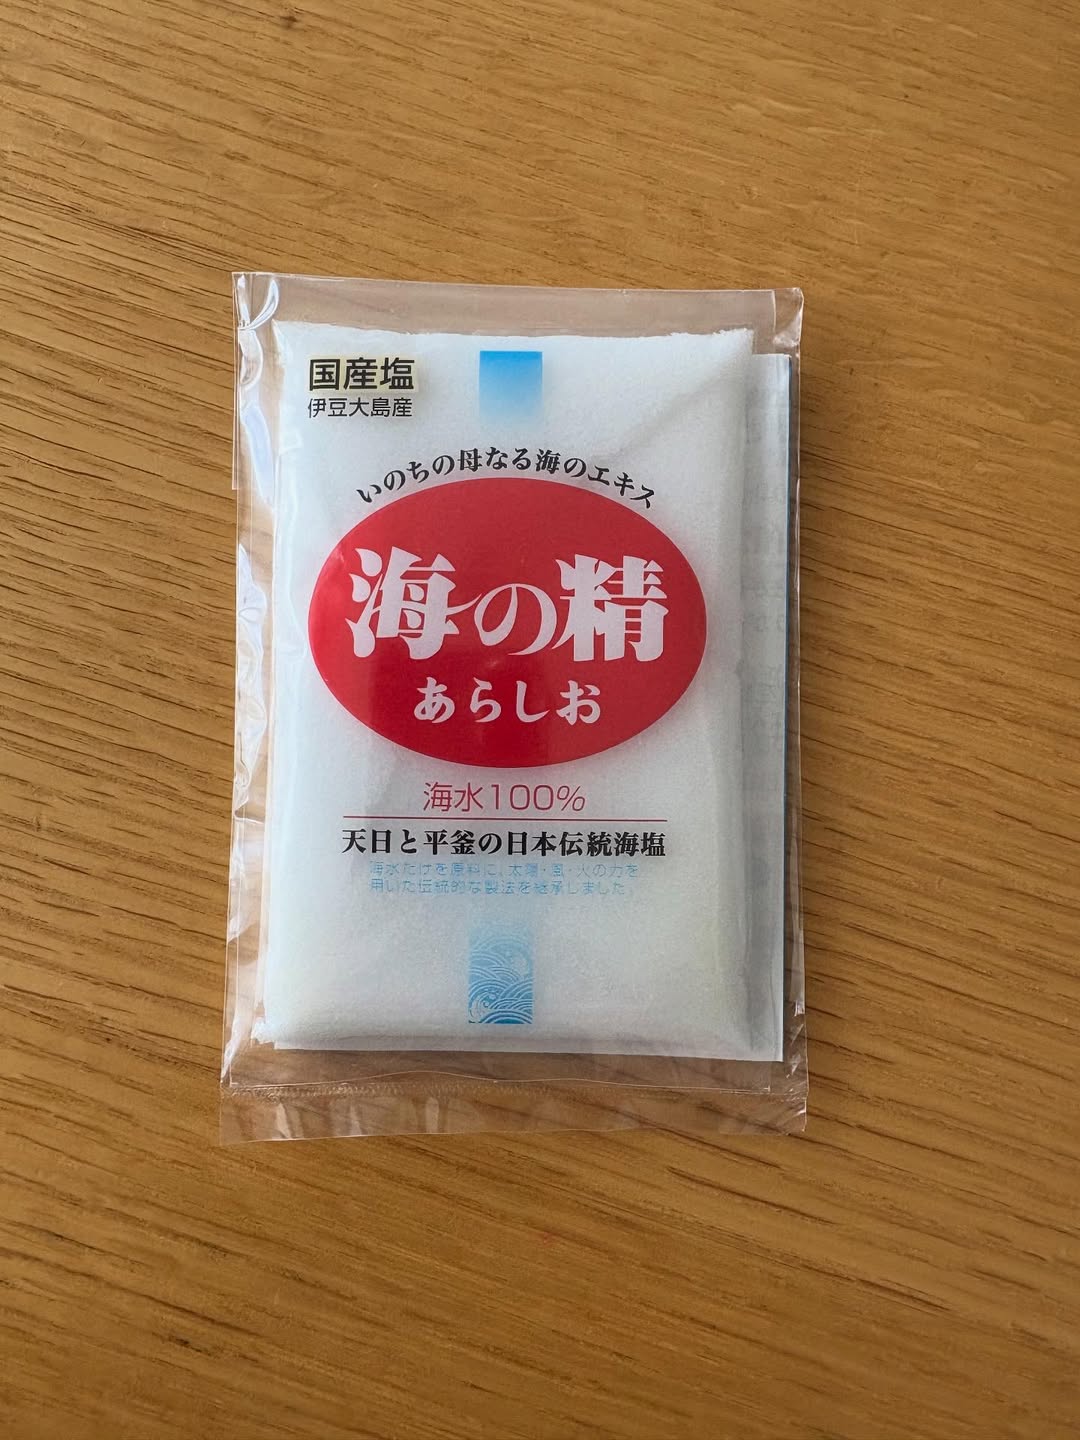 国産塩
伊豆大島産
いのちの母なる海のエキス
海の精
あらしお
海水100%
天日と平釜の日本伝統海塩
海水だけを原料に、太陽・風・火の力を
用いた伝統的な製法を継承しました。